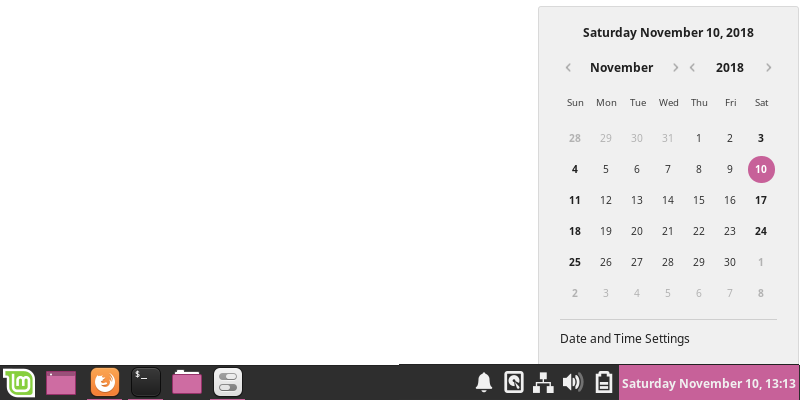 Saturday November 10, 2018
November 2018
Sun Mon Tue Wed Thu Fri Sat
28 29 30 31 1 2 3
4 5 6 7 8 9 10
11 12 13 14 15 16 17
18 19 20 21 22 23 24
25 26 27 28 29 30 1
2 3 4 5 6 7 8
Date and Time Settings
$_
Saturday November 10, 13:13